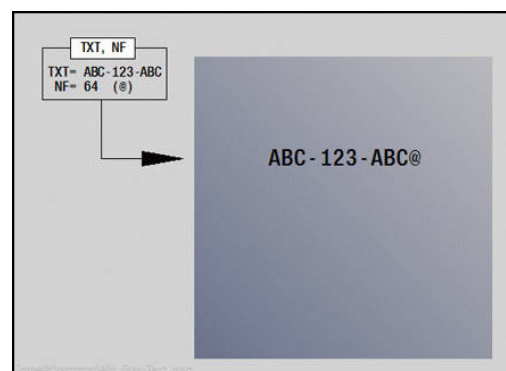 TXT, NF
TXT= ABC-123-ABC
NF= 64 (@)
ABC-123-ABC@